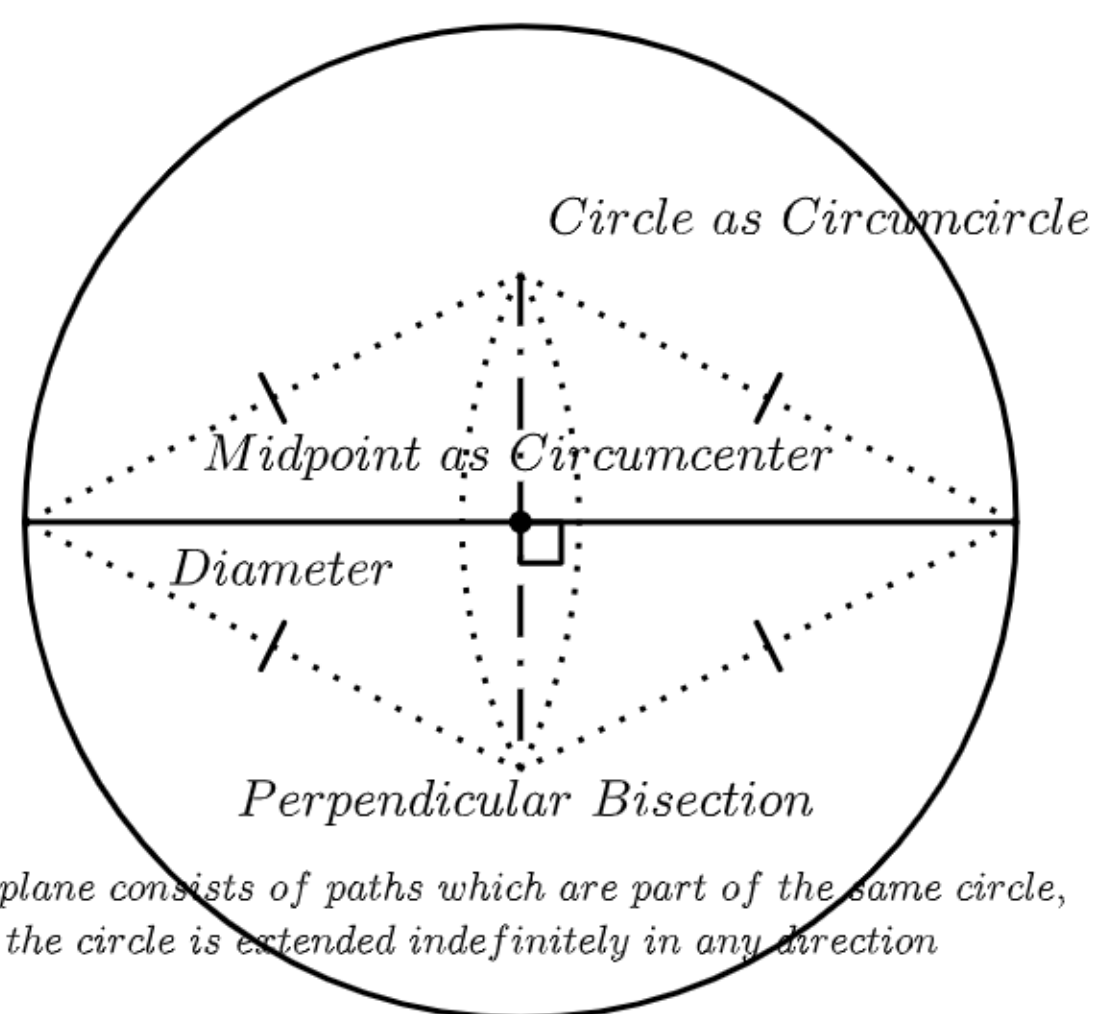 Circle as Circumcircle
Midpoint as Circumcenter
Diameter
Perpendicular Bisection
plane consists of paths which are part of the same circle,
the circle is extended indefinitely in any direction